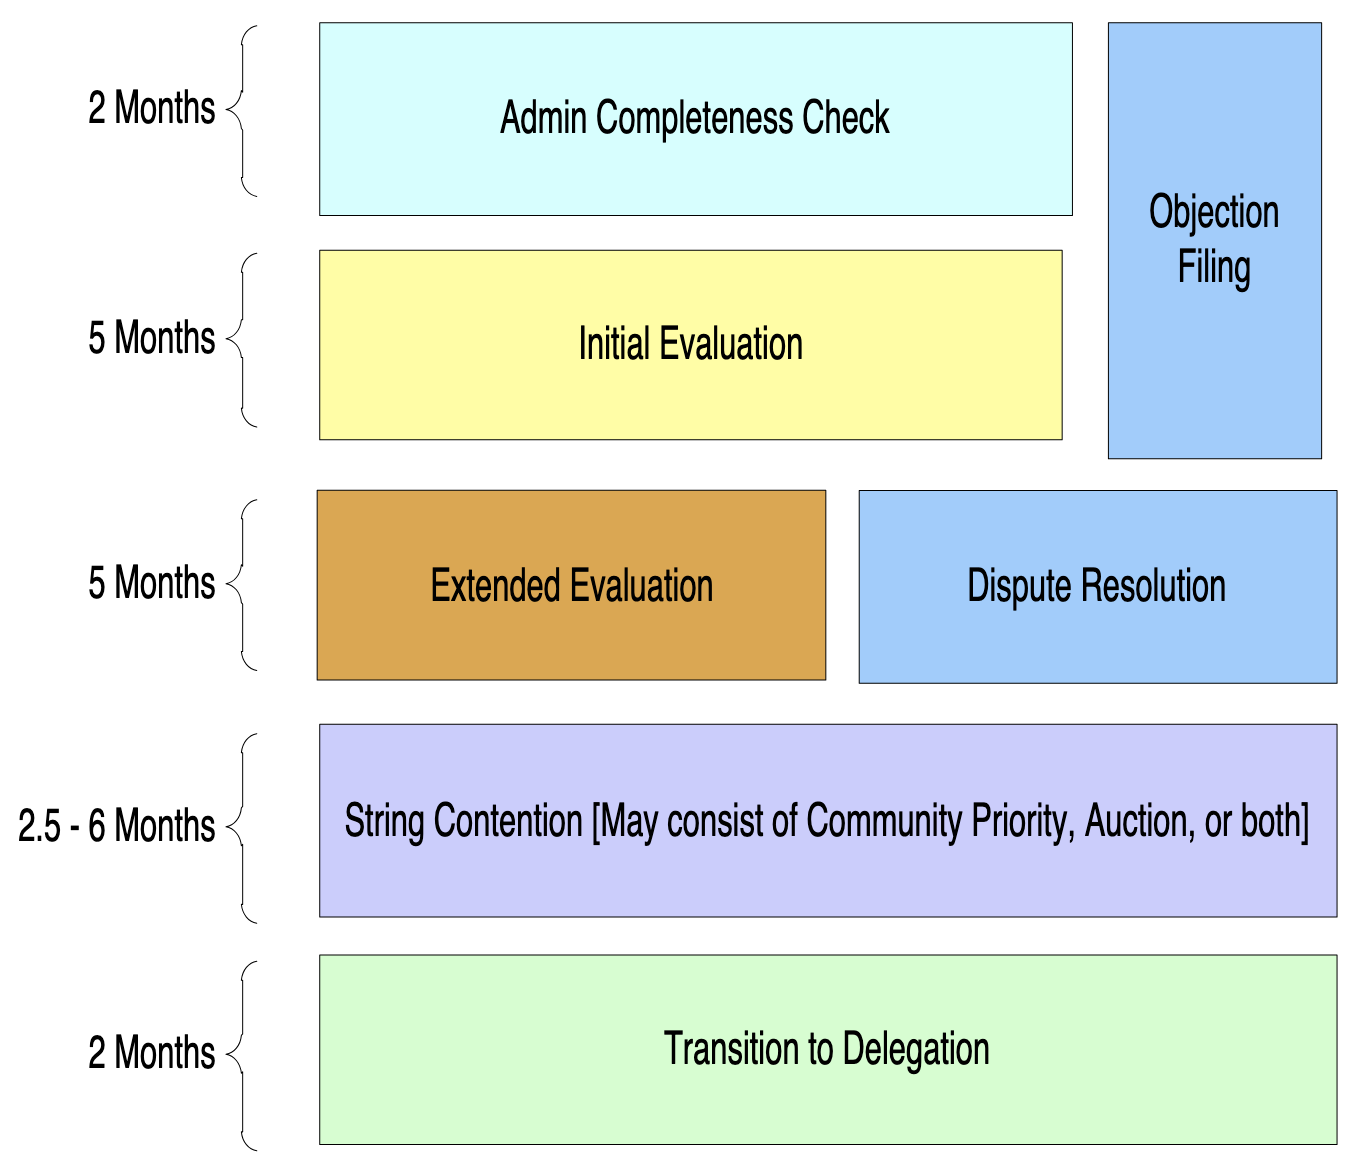 2 Months
Admin Completeness Check
Objection
Filing
5 Months
Initial Evaluation
5 Months
Extended Evaluation
Dispute Resolution
2.5 - 6 Months
String Contention [May consist of Community Priority, Auction, or both]
2 Months
Transition to Delegation